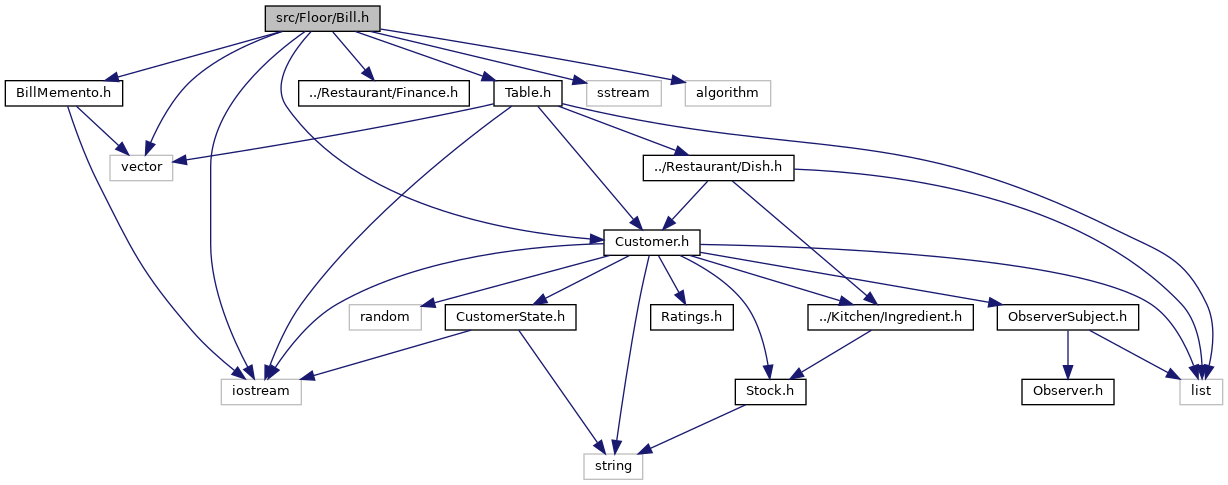 src/Floor/Bill.h
BillMemento.h
../Restaurant/Finance.h
Table.h
sstream
algorithm
vector
../Restaurant/Dish.h
Customer.h
random
CustomerState.h
Ratings.h
../Kitchen/Ingredient.h
ObserverSubject.h
iostream
Stock.h
Observer.h
list
string